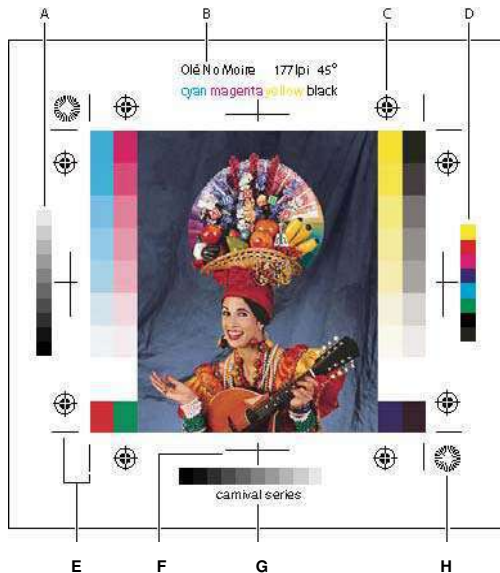 A B C D
Olé No Moire 177 lpi 45°
cyan magenta yellow black
carnival series
E F G H